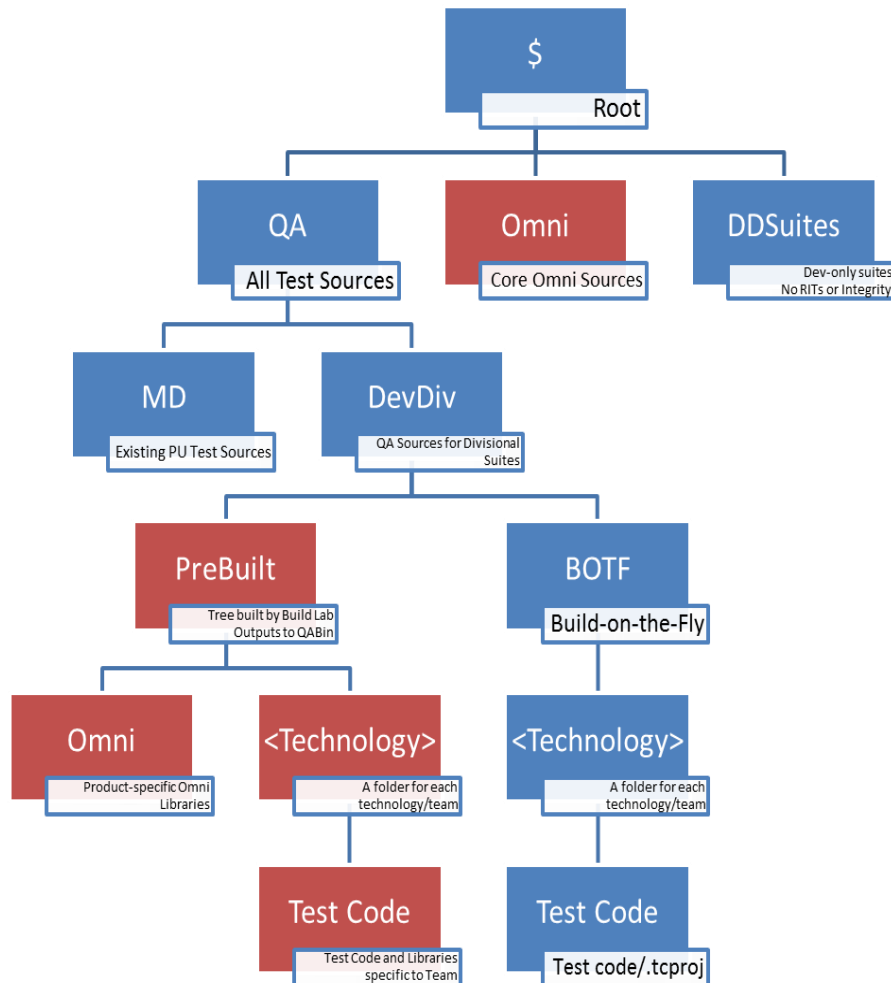 $
Root
QA
All Test Sources
Omni
Core Omni Sources
DDSuites
Dev-only suites
No RITs or Integrity
MD
Existing PU Test Sources
DevDiv
QA Sources for Divisional
Suites
PreBuilt
Tree built by Build Lab
Outputs to QABin
BOTF
Build-on-the-Fly
Omni
Product-specific Omni
Libraries
<Technology>
A folder for each
technology/team
<Technology>
A folder for each
technology/team
Test Code
Test Code and Libraries
specific to Team
Test Code
Test code/.tcproj